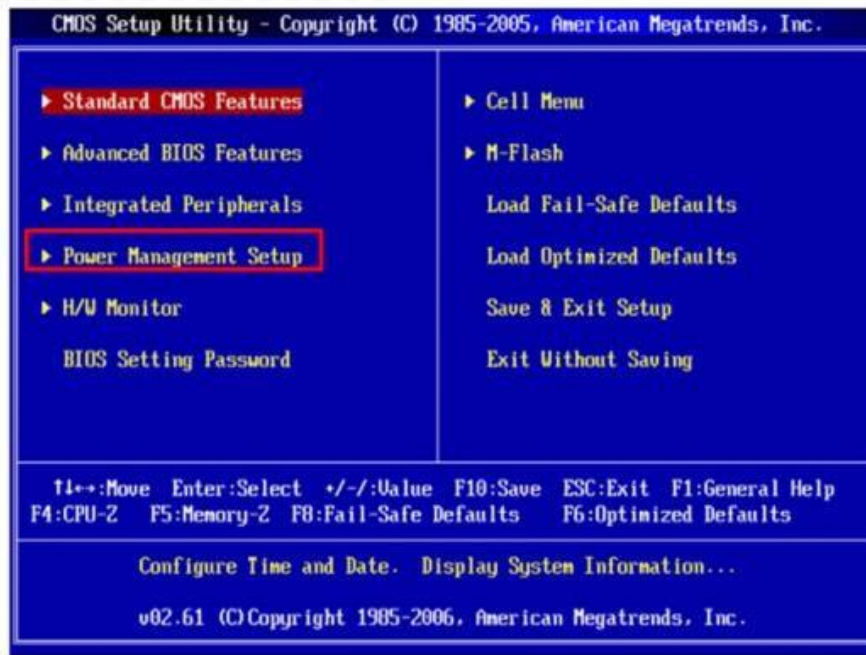 CMOS Setup Utility - Copyright (C) 1985-2005, American Megatrends, Inc.
▶ Standard CMOS Features
▶ Advanced BIOS Features
▶ Integrated Peripherals
▶ Power Management Setup
▶ H/W Monitor
BIOS Setting Password
▶ Cell Menu
▶ M-Flash
Load Fail-Safe Defaults
Load Optimized Defaults
Save & Exit Setup
Exit Without Saving
↑↓←→:Move Enter:Select +/-/:Value F10:Save ESC:Exit F1:General Help
F4:CPU-Z F5:Memory-Z F8:Fail-Safe Defaults F6:Optimized Defaults
Configure Time and Date. Display System Information...
v02.61 (C)Copyright 1985-2006, American Megatrends, Inc.